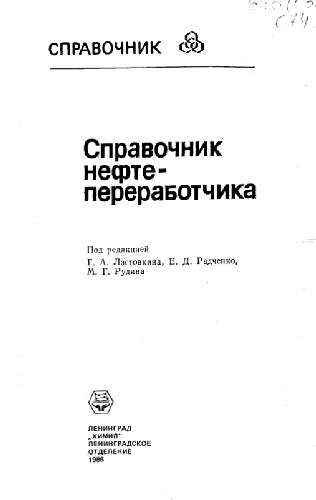 СПРАВОЧНИК
Справочник
нефте-
переработчика
Под редакцией
Г. А. Ластовкина, Е. Д. Радченко,
М. Г. Рудина
ЛЕНИНГРАД
„ХИМИЯ"
ЛЕНИНГРАДСКОЕ
ОТДЕЛЕНИЕ
1986